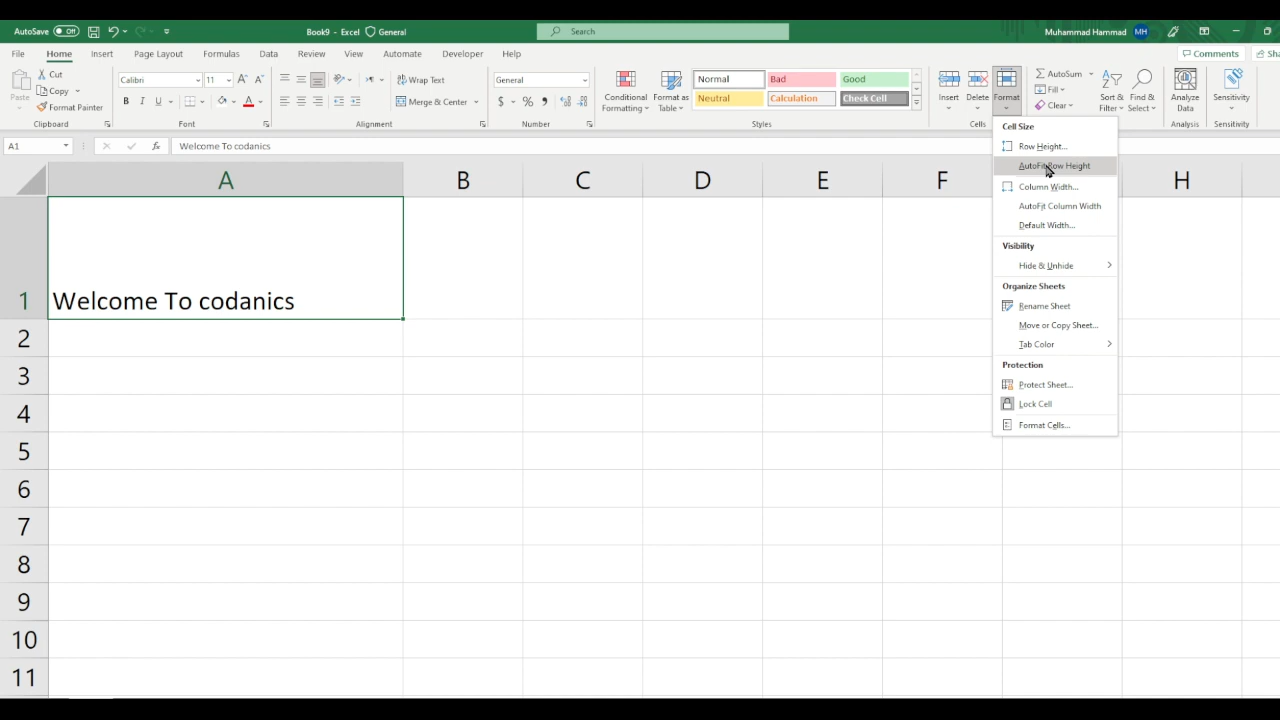 AutoSave Off Book9 - Excel General Search Muhammad Hammad MH
File Home Insert Page Layout Formulas Data Review View Automate Developer Help Comments Sha
Paste Cut Copy Format Painter Clipboard
Calibri 11 B I U A A A Font
Wrap Text Merge & Center Alignment
General $ % , Number
Conditional Formatting Format as Table Normal Bad Good
Neutral Calculation Check Cell
Styles
Insert Delete Format Cells
AutoSum Fill Clear Sort & Filter Find & Select
Analyze Data Analysis
Sensitivity Sensitivity
A1 fx Welcome To codanics
Cell Size
Row Height...
AutoFit Row Height
Column Width...
AutoFit Column Width
Default Width...
Visibility
Hide & Unhide
Organize Sheets
Rename Sheet
Move or Copy Sheet...
Tab Color
Protection
Protect Sheet...
Lock Cell
Format Cells...
A B C D E F H
1 Welcome To codanics
2
3
4
5
6
7
8
9
10
11